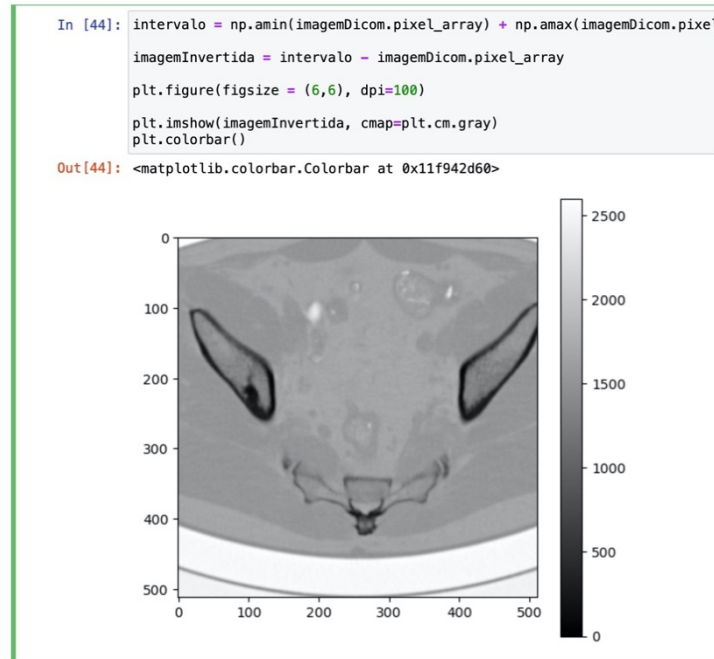 In [44]: intervalo = np.amin(imagemDicom.pixel_array) + np.amax(imagemDicom.pixel
imagemInvertida = intervalo - imagemDicom.pixel_array
plt.figure(figsize = (6,6), dpi=100)
plt.imshow(imagemInvertida, cmap=plt.cm.gray)
plt.colorbar()
Out[44]: <matplotlib.colorbar.Colorbar at 0x11f942d60>
0
100
200
300
400
500
0 100 200 300 400 500
2500
2000
1500
1000
500
0